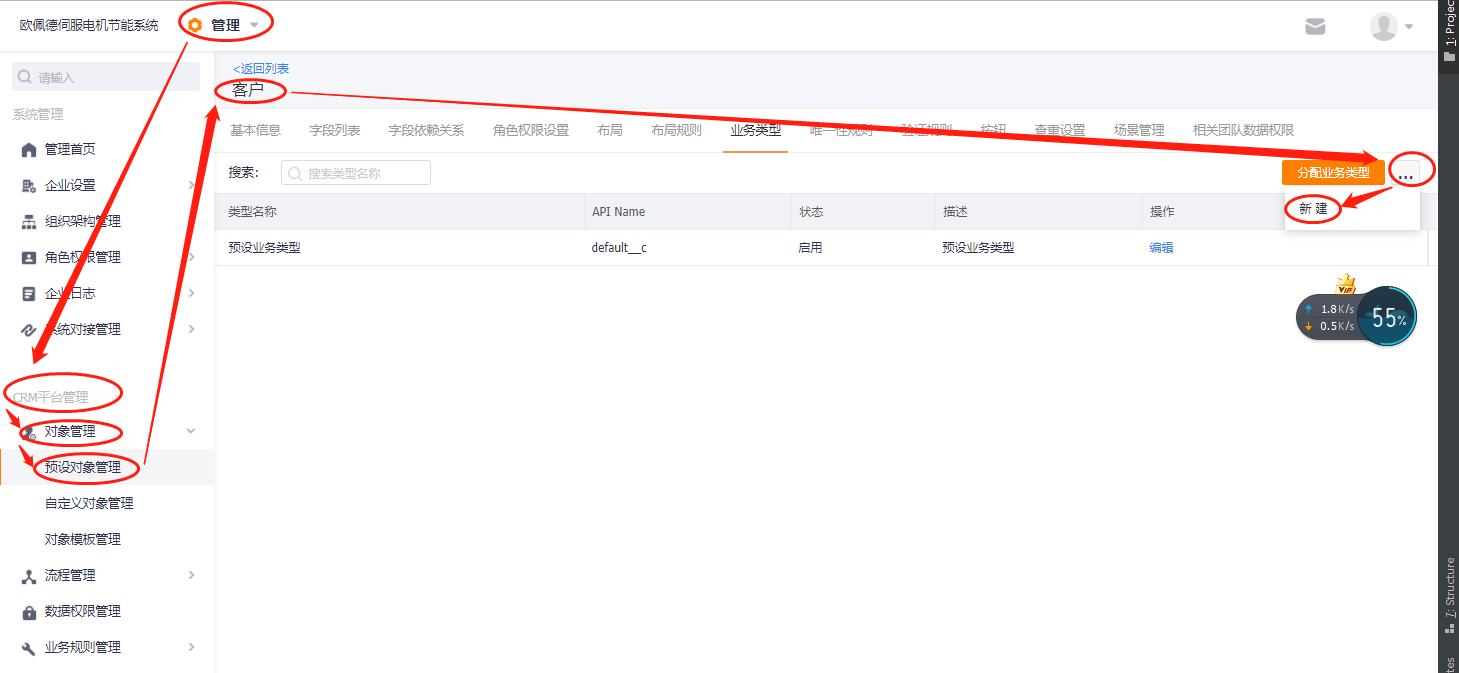 欧佩德伺服电机节能系统
管理
请输入
系统管理
管理首页
企业设置
组织架构管理
角色权限管理
企业日志
系统对接管理
CRM平台管理
对象管理
预设对象管理
自定义对象管理
对象模板管理
流程管理
数据权限管理
业务规则管理
<返回列表
客户
基本信息 字段列表 字段依赖关系 角色权限设置 布局 布局规则 业务类型 唯一性规则 验证规则 按钮 查重设置 场景管理 相关团队数据权限
搜索: 搜索类型名称 分配业务类型 ...
新 建
类型名称 API Name 状态 描述 操作
预设业务类型 default__c 启用 预设业务类型 编辑
VIP
1.8K/s
0.5K/s
55%
1: Project
7: Structure